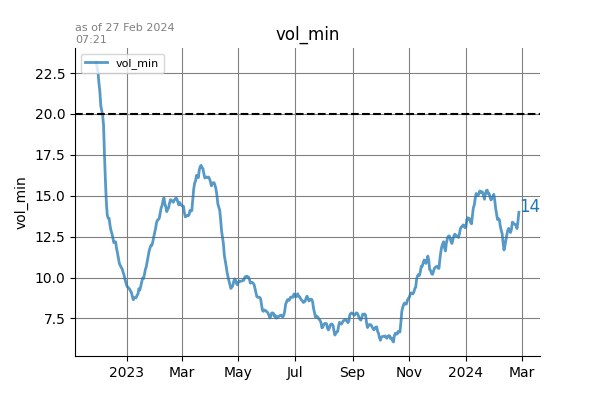 as of 27 Feb 2024
07:21
vol_min
vol_min
22.5
20.0
17.5
15.0
12.5
10.0
7.5
vol_min
14
2023
Mar
May
Jul
Sep
Nov
2024
Mar